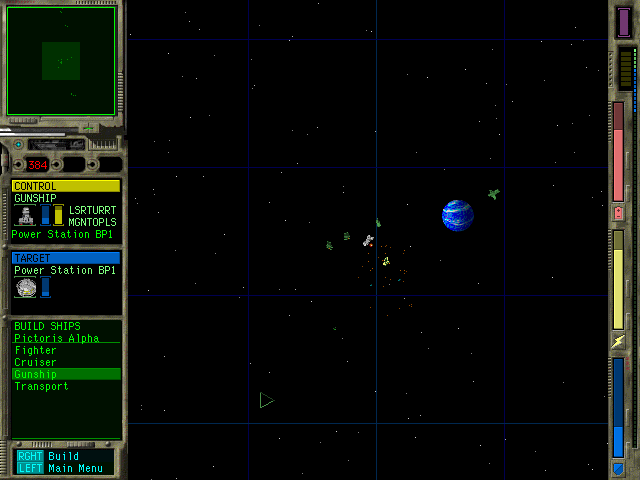 384
CONTROL
GUNSHIP
LSRTURRT
MGNTOPLS
Power Station BP1
TARGET
Power Station BP1
BUILD SHIPS
Pictoris Alpha
Fighter
Cruiser
Gunship
Transport
RGHT Build
LEFT Main Menu